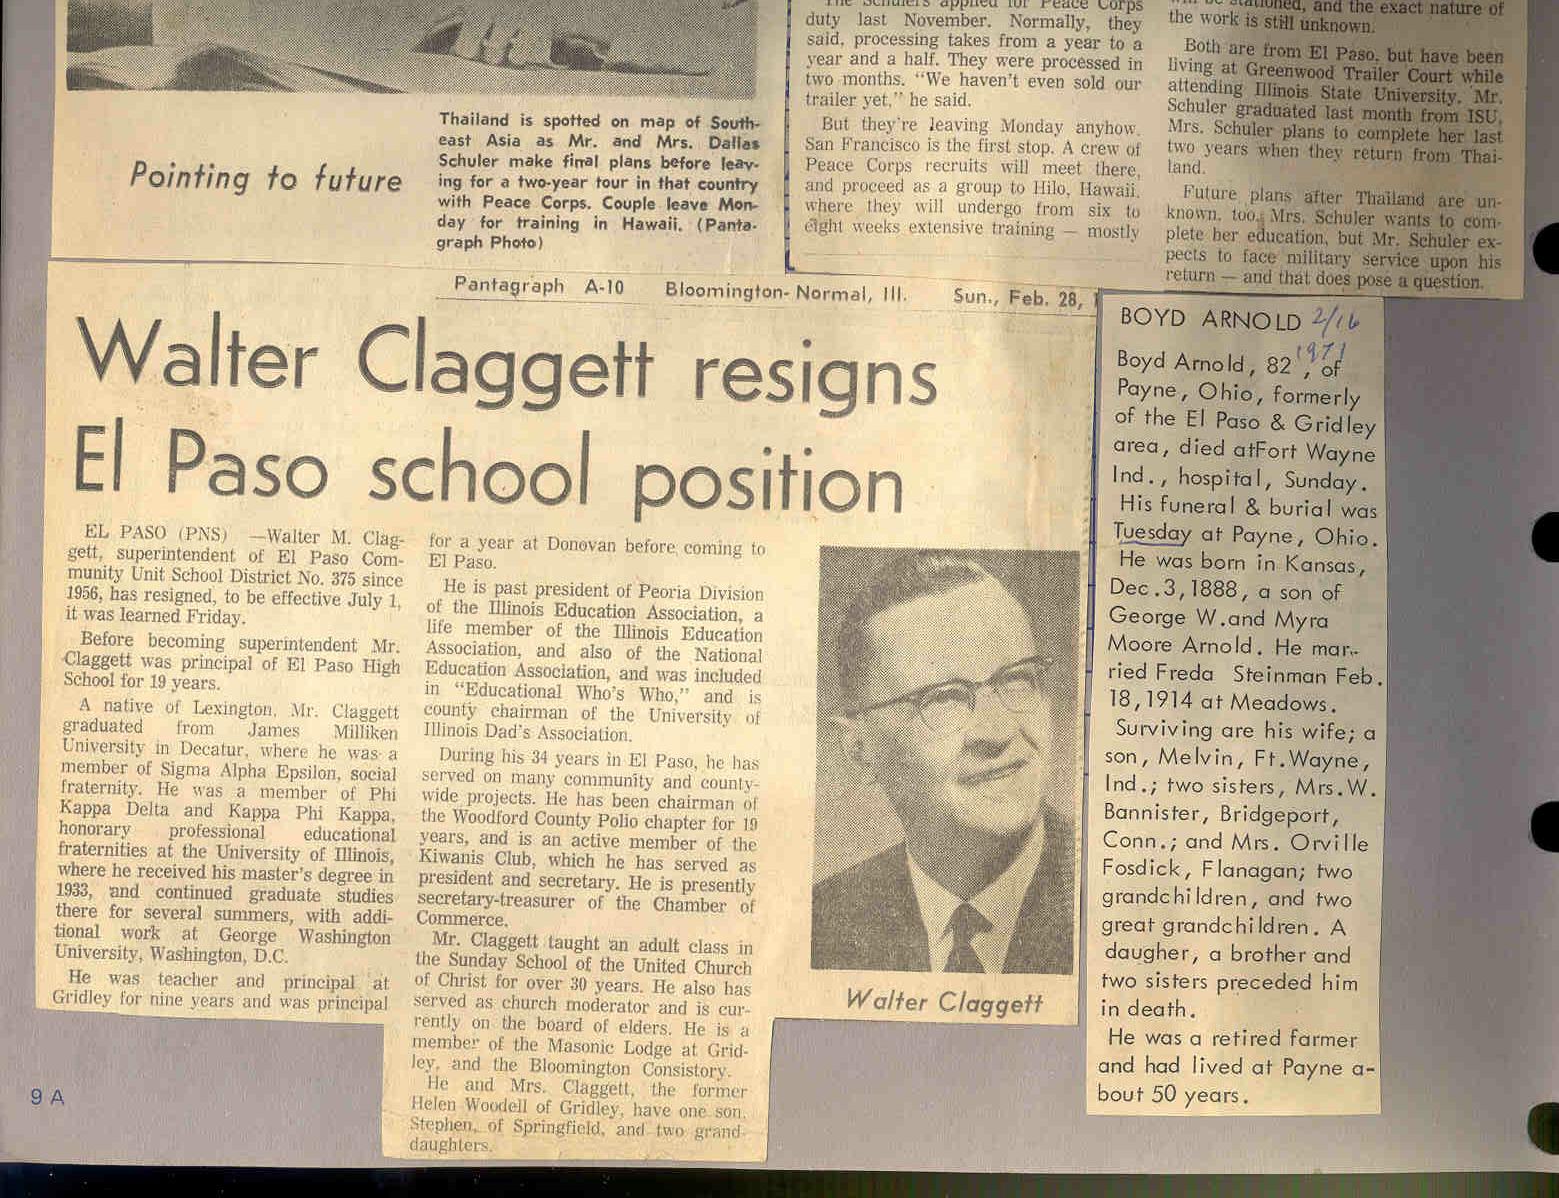 Thailand is spotted on map of South-
east Asia as Mr. and Mrs. Dallas
Schuler make final plans before leav-
ing for a two-year tour in that country
with Peace Corps. Couple leave Mon-
day for training in Hawaii. (Panta-
graph Photo)
Pointing to future
The Schulers applied for Peace Corps
duty last November. Normally, they
said, processing takes from a year to a
year and a half. They were processed in
two months. "We haven't even sold our
trailer yet," he said.
But they're leaving Monday anyhow.
San Francisco is the first stop. A crew of
Peace Corps recruits will meet there,
and proceed as a group to Hilo, Hawaii,
where they will undergo from six to
eight weeks extensive training — mostly
will be stationed, and the exact nature of
the work is still unknown.
Both are from El Paso, but have been
living at Greenwood Trailer Court while
attending Illinois State University. Mr.
Schuler graduated last month from ISU,
Mrs. Schuler plans to complete her last
two years when they return from Thai-
land.
Future plans after Thailand are un-
known, too. Mrs. Schuler wants to com-
plete her education, but Mr. Schuler ex-
pects to face military service upon his
return — and that does pose a question.
Pantagraph A-10 Bloomington-Normal, Ill. Sun., Feb. 28,
Walter Claggett resigns
El Paso school position
EL PASO (PNS) —Walter M. Clag-
gett, superintendent of El Paso Com-
munity Unit School District No. 375 since
1956, has resigned, to be effective July 1,
it was learned Friday.
Before becoming superintendent Mr.
Claggett was principal of El Paso High
School for 19 years.
A native of Lexington, Mr. Claggett
graduated from James Milliken
University in Decatur, where he was a
member of Sigma Alpha Epsilon, social
fraternity. He was a member of Phi
Kappa Delta and Kappa Phi Kappa,
honorary professional educational
fraternities at the University of Illinois,
where he received his master's degree in
1933, and continued graduate studies
there for several summers, with addi-
tional work at George Washington
University, Washington, D.C.
He was teacher and principal at
Gridley for nine years and was principal
for a year at Donovan before coming to
El Paso.
He is past president of Peoria Division
of the Illinois Education Association, a
life member of the Illinois Education
Association, and also of the National
Education Association, and was included
in "Educational Who's Who," and is
county chairman of the University of
Illinois Dad's Association.
During his 34 years in El Paso, he has
served on many community and county-
wide projects. He has been chairman of
the Woodford County Polio chapter for 19
years, and is an active member of the
Kiwanis Club, which he has served as
president and secretary. He is presently
secretary-treasurer of the Chamber of
Commerce.
Mr. Claggett taught an adult class in
the Sunday School of the United Church
of Christ for over 30 years. He also has
served as church moderator and is cur-
rently on the board of elders. He is a
member of the Masonic Lodge at Grid-
ley, and the Bloomington Consistory.
He and Mrs. Claggett, the former
Helen Woodell of Gridley, have one son,
Stephen, of Springfield, and two grand-
daughters.
Walter Claggett
BOYD ARNOLD 2/16
1971
Boyd Arnold, 82, of
Payne, Ohio, formerly
of the El Paso & Gridley
area, died atFort Wayne
Ind., hospital, Sunday.
His funeral & burial was
Tuesday at Payne, Ohio.
He was born in Kansas,
Dec.3,1888, a son of
George W.and Myra
Moore Arnold. He mar-
ried Freda Steinman Feb.
18,1914 at Meadows.
Surviving are his wife; a
son, Melvin, Ft.Wayne,
Ind.; two sisters, Mrs.W.
Bannister, Bridgeport,
Conn.; and Mrs. Orville
Fosdick, Flanagan; two
grandchildren, and two
great grandchildren. A
daugher, a brother and
two sisters preceded him
in death.
He was a retired farmer
and had lived at Payne a-
bout 50 years.
9 A